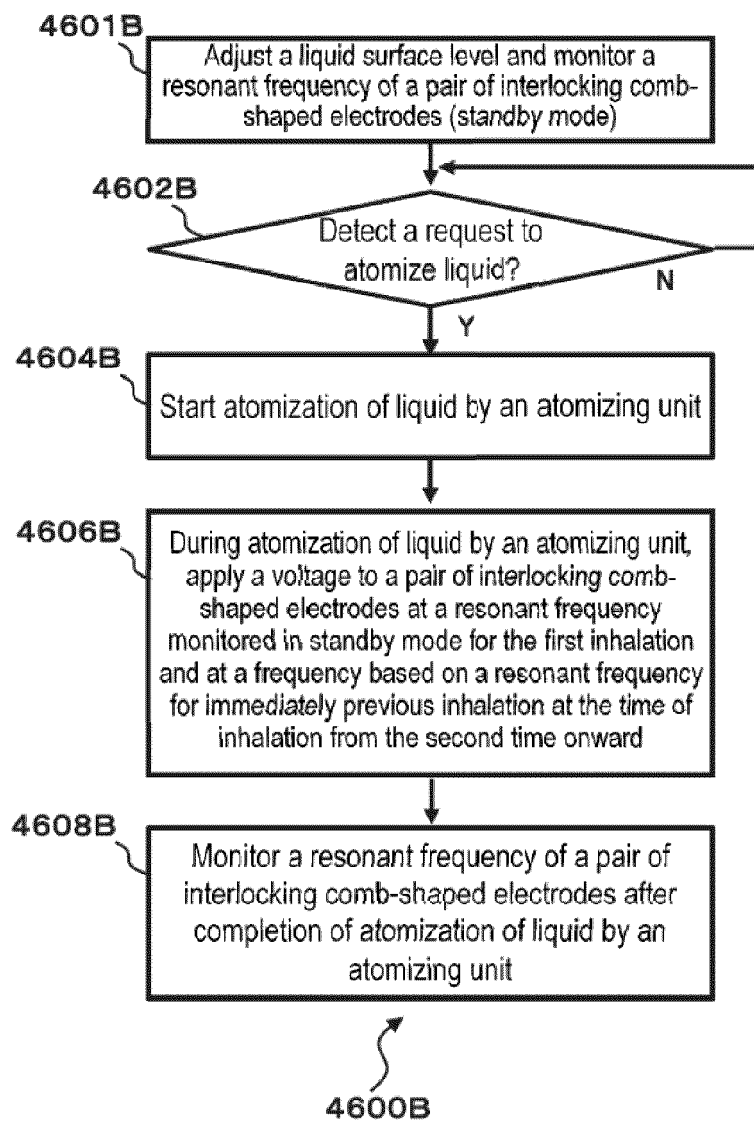 4601B
Adjust a liquid surface level and monitor a
resonant frequency of a pair of interlocking comb-
shaped electrodes (standby mode)
4602B
Detect a request to
atomize liquid?
N
Y
4604B
Start atomization of liquid by an atomizing unit
4606B
During atomization of liquid by an atomizing unit,
apply a voltage to a pair of interlocking comb-
shaped electrodes at a resonant frequency
monitored in standby mode for the first inhalation
and at a frequency based on a resonant frequency
for immediately previous inhalation at the time of
inhalation from the second time onward
4608B
Monitor a resonant frequency of a pair of
interlocking comb-shaped electrodes after
completion of atomization of liquid by an
atomizing unit
4600B